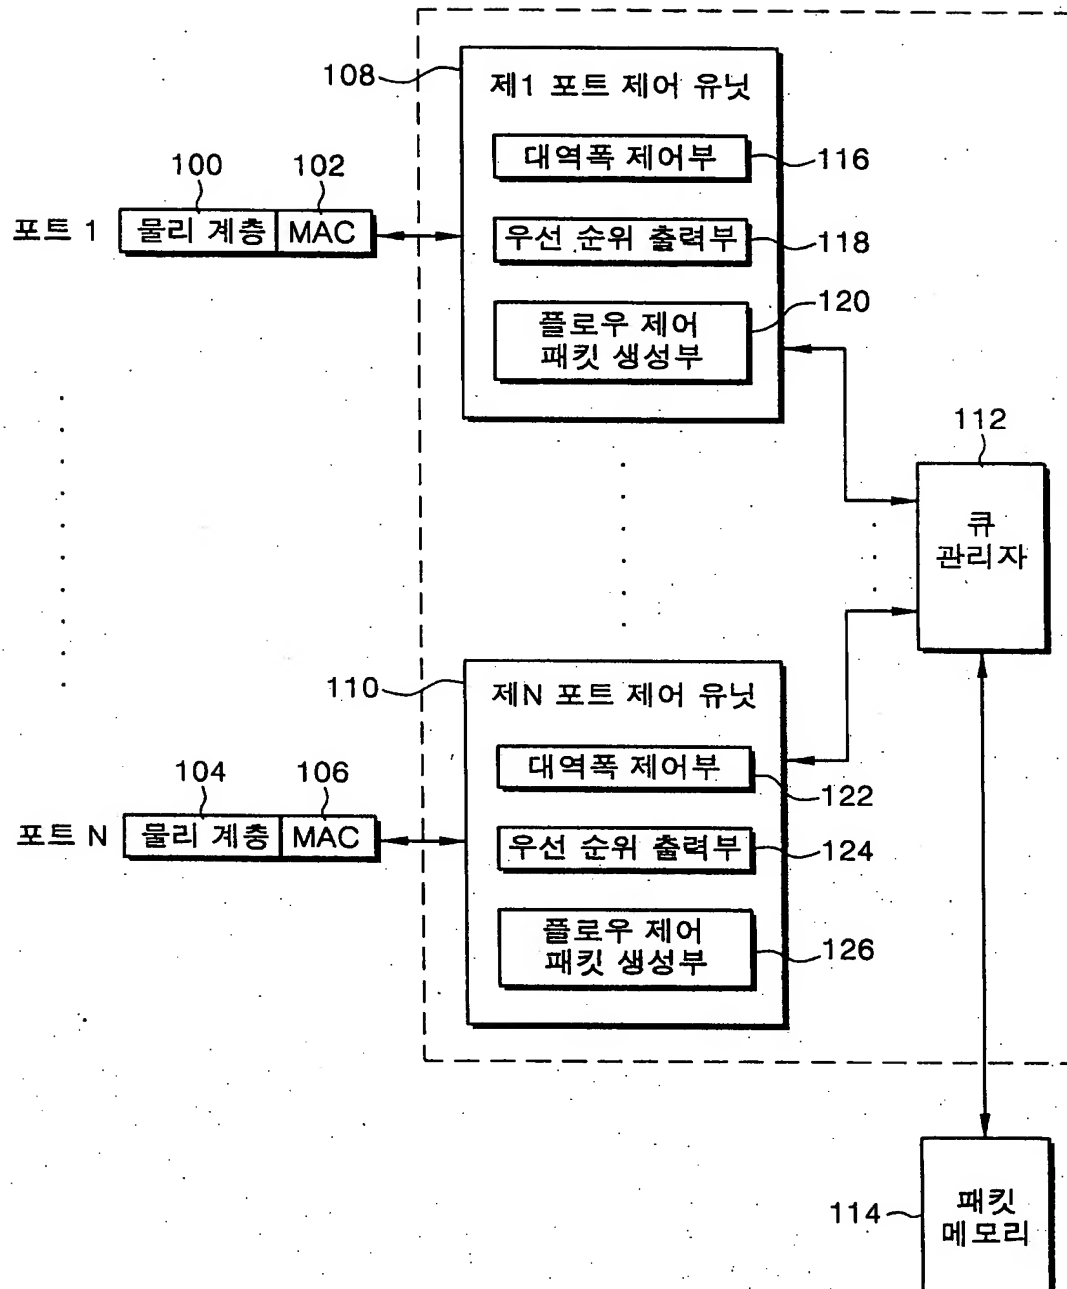 108
제1 포트 제어 유닛
대역폭 제어부
116
100
102
포트 1
물리 계층
MAC
우선 순위 출력부
118
120
플로우 제어
패킷 생성부
112
큐
관리자
110
제N 포트 제어 유닛
대역폭 제어부
122
104
106
포트 N
물리 계층
MAC
우선 순위 출력부
124
플로우 제어
패킷 생성부
126
114
패킷
메모리